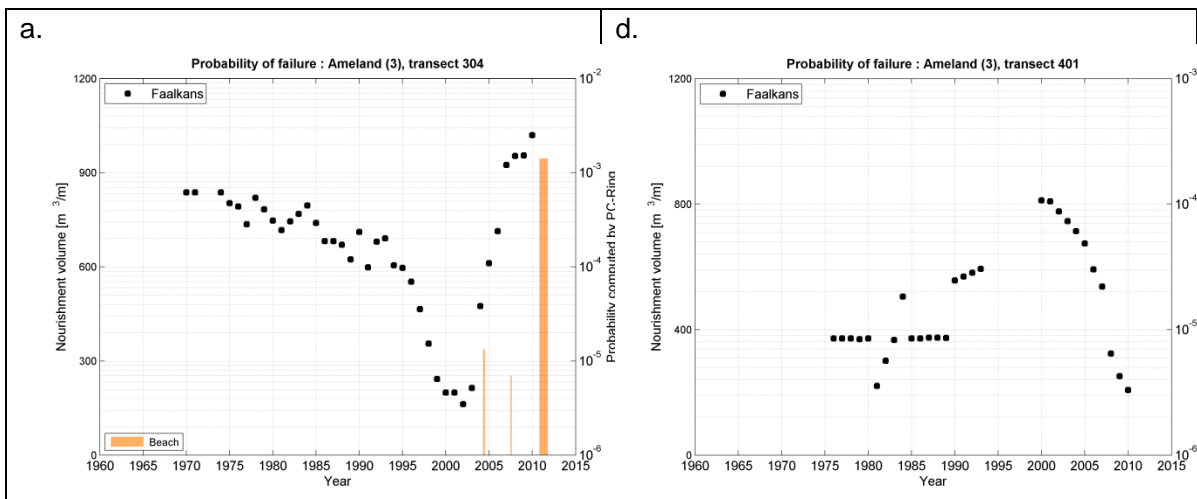 a.
Probability of failure : Ameland (3), transect 304
Faalkans
Beach
Nourishment volume [m ³/m]
1200
900
600
300
0
Probability computed by PC-Ring
10⁻²
10⁻³
10⁻⁴
10⁻⁵
10⁻⁶
1960 1965 1970 1975 1980 1985 1990 1995 2000 2005 2010 2015
Year
d.
Probability of failure : Ameland (3), transect 401
Faalkans
Nourishment volume [m ³/m]
1200
800
400
0
10⁻³
10⁻⁴
10⁻⁵
10⁻⁶
1960 1965 1970 1975 1980 1985 1990 1995 2000 2005 2010 2015
Year